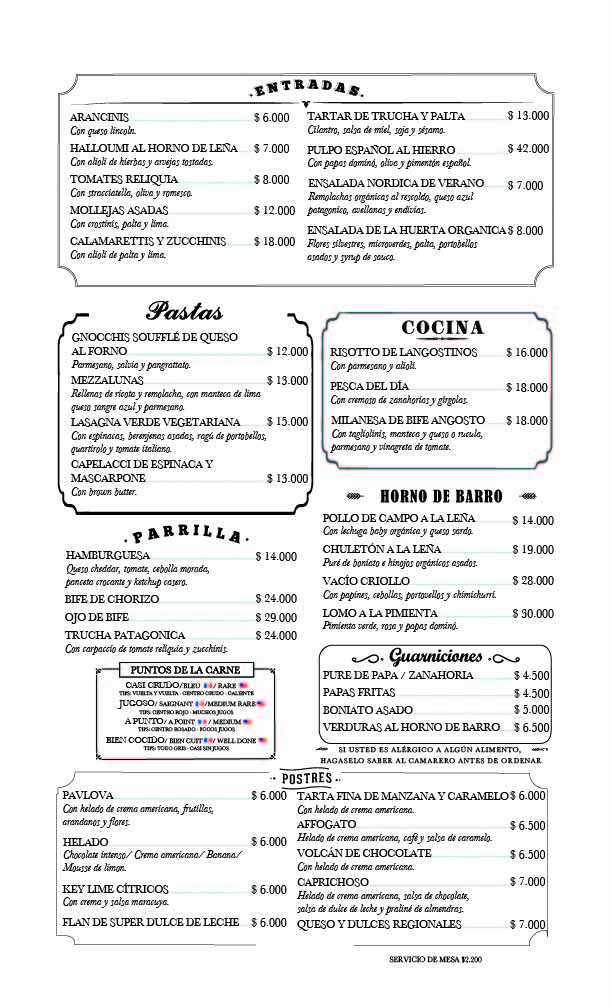 ENTRADAS
ARANCINIS $ 6.000
Con queso lincoln.
HALLOUMI AL HORNO DE LEÑA $ 7.000
Con alioli de hierbas y arvejas tostadas.
TOMATES RELIQUIA $ 8.000
Con stracciatella, oliva y romesco.
MOLLEJAS ASADAS $ 12.000
Con crostinis, palta y lima.
CALAMARETTIS Y ZUCCHINIS $ 18.000
Con alioli de palta y lima.
TARTAR DE TRUCHA Y PALTA $ 13.000
Cilantro, salsa de miel, soja y sésamo.
PULPO ESPAÑOL AL HIERRO $ 42.000
Con papas dominó, oliva y pimentón español.
ENSALADA NORDICA DE VERANO $ 7.000
Remolachas orgánicas al rescoldo, queso azul
patagonico, avellanas y endivias.
ENSALADA DE LA HUERTA ORGANICA $ 8.000
Flores silvestres, microverdes, palta, portobellos
asados y syrup de sauco.
Pastas
GNOCCHIS SOUFFLÉ DE QUESO
AL FORNO $ 12.000
Parmesano, salvia y pangrattato.
MEZZALUNAS $ 13.000
Rellenas de ricota y remolacha, con manteca de lima
queso sangre azul y parmesano.
LASAGNA VERDE VEGETARIANA $ 15.000
Con espinacas, berenjenas asadas, ragú de portobellos,
quartirolo y tomate italiano.
CAPELACCI DE ESPINACA Y
MASCARPONE $ 13.000
Con brown butter.
COCINA
RISOTTO DE LANGOSTINOS $ 16.000
Con parmesano y alioli.
PESCA DEL DÍA $ 18.000
Con cremoso de zanahorias y girgolas.
MILANESA DE BIFE ANGOSTO $ 18.000
Con tagliolinis, manteca y queso o rucula,
parmesano y vinagreta de tomate.
PARRILLA
HAMBURGUESA $ 14.000
Queso cheddar, tomate, cebolla morada,
panceta crocante y ketchup casero.
BIFE DE CHORIZO $ 24.000
OJO DE BIFE $ 29.000
TRUCHA PATAGONICA $ 24.000
Con carpaccio de tomate reliquia y zucchinis.
HORNO DE BARRO
POLLO DE CAMPO A LA LEÑA $ 14.000
Con lechuga baby orgánica y queso sardo.
CHULETÓN A LA LEÑA $ 19.000
Puré de boniato e hinojos orgánicos asados.
VACÍO CRIOLLO $ 28.000
Con papines, cebollas, portovellos y chimichurri.
LOMO A LA PIMIENTA $ 30.000
Pimienta verde, rosa y papas dominó.
PUNTOS DE LA CARNE
CASI CRUDO/ BLEU / RARE
TIPS: VUELTA Y VUELTA - CENTRO CRUDO - CALIENTE
JUGOSO/ SAIGNANT /MEDIUM RARE
TIPS: CENTRO ROJO - MUCHOS JUGOS
A PUNTO/ A POINT / MEDIUM
TIPS: CENTRO ROSADO - POCOS JUGOS
BIEN COCIDO/ BIEN CUIT / WELL DONE
TIPS: TODO GRIS - CASI SIN JUGOS
Guarniciones
PURE DE PAPA / ZANAHORIA $ 4.500
PAPAS FRITAS $ 4.500
BONIATO ASADO $ 5.000
VERDURAS AL HORNO DE BARRO $ 6.500
SI USTED ES ALÉRGICO A ALGÚN ALIMENTO,
HAGASELO SABER AL CAMARERO ANTES DE ORDENAR
POSTRES
PAVLOVA $ 6.000
Con helado de crema americana, frutillas,
arandanos y flores.
HELADO $ 6.000
Chocolate intenso/ Crema americana/ Banana/
Mousse de limon.
KEY LIME CÍTRICOS $ 6.000
Con crema y salsa maracuya.
FLAN DE SUPER DULCE DE LECHE $ 6.000
TARTA FINA DE MANZANA Y CARAMELO $ 6.000
Con helado de crema americana.
AFFOGATO $ 6.500
Helado de crema americana, café y salsa de caramelo.
VOLCÁN DE CHOCOLATE $ 6.500
Con helado de crema americana.
CAPRICHOSO $ 7.000
Helado de crema americana, salsa de chocolate,
salsa de dulce de leche y praliné de almendras.
QUESO Y DULCES REGIONALES $ 7.000
SERVICIO DE MESA $2.200